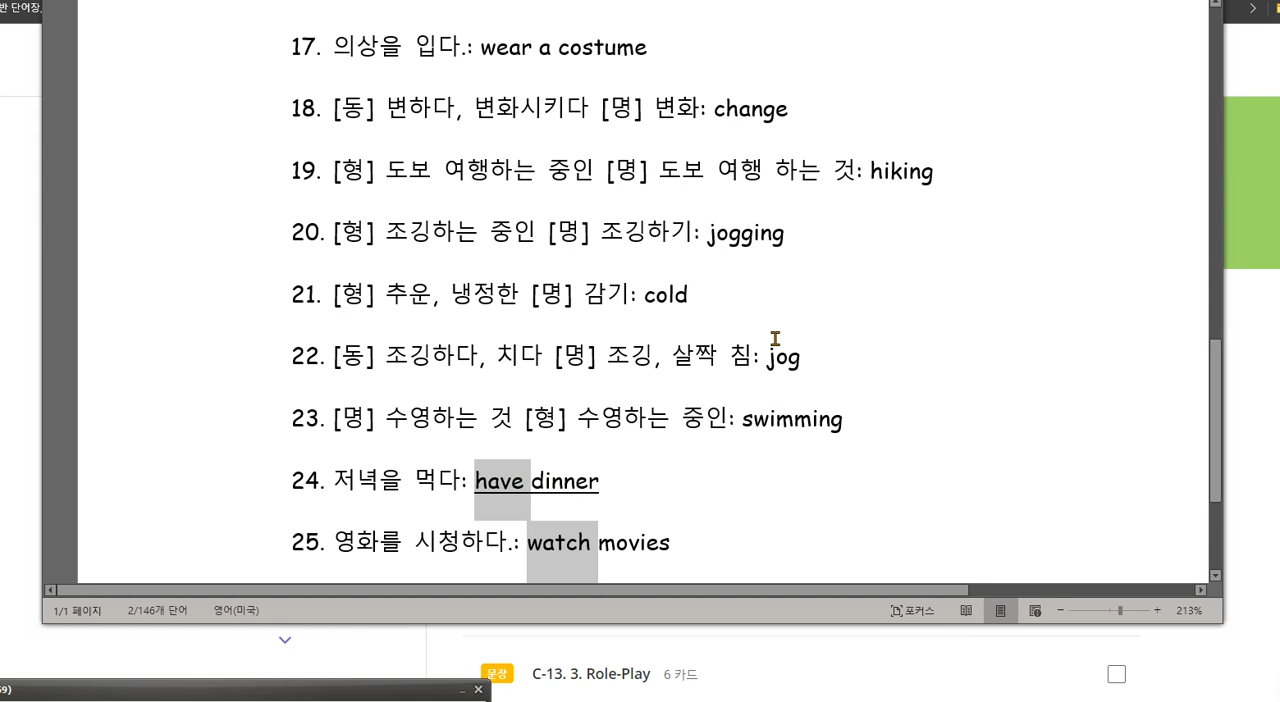 반 단어장,
17. 의상을 입다.: wear a costume
18. [동] 변하다, 변화시키다 [명] 변화: change
19. [형] 도보 여행하는 중인 [명] 도보 여행 하는 것: hiking
20. [형] 조깅하는 중인 [명] 조깅하기: jogging
21. [형] 추운, 냉정한 [명] 감기: cold
22. [동] 조깅하다, 치다 [명] 조깅, 살짝 침: jog
23. [명] 수영하는 것 [형] 수영하는 중인: swimming
24. 저녁을 먹다: have dinner
25. 영화를 시청하다.: watch movies
1/1 페이지 2/146개 단어 영어(미국) 포커스 213%
문장 C-13. 3. Role-Play 6 카드